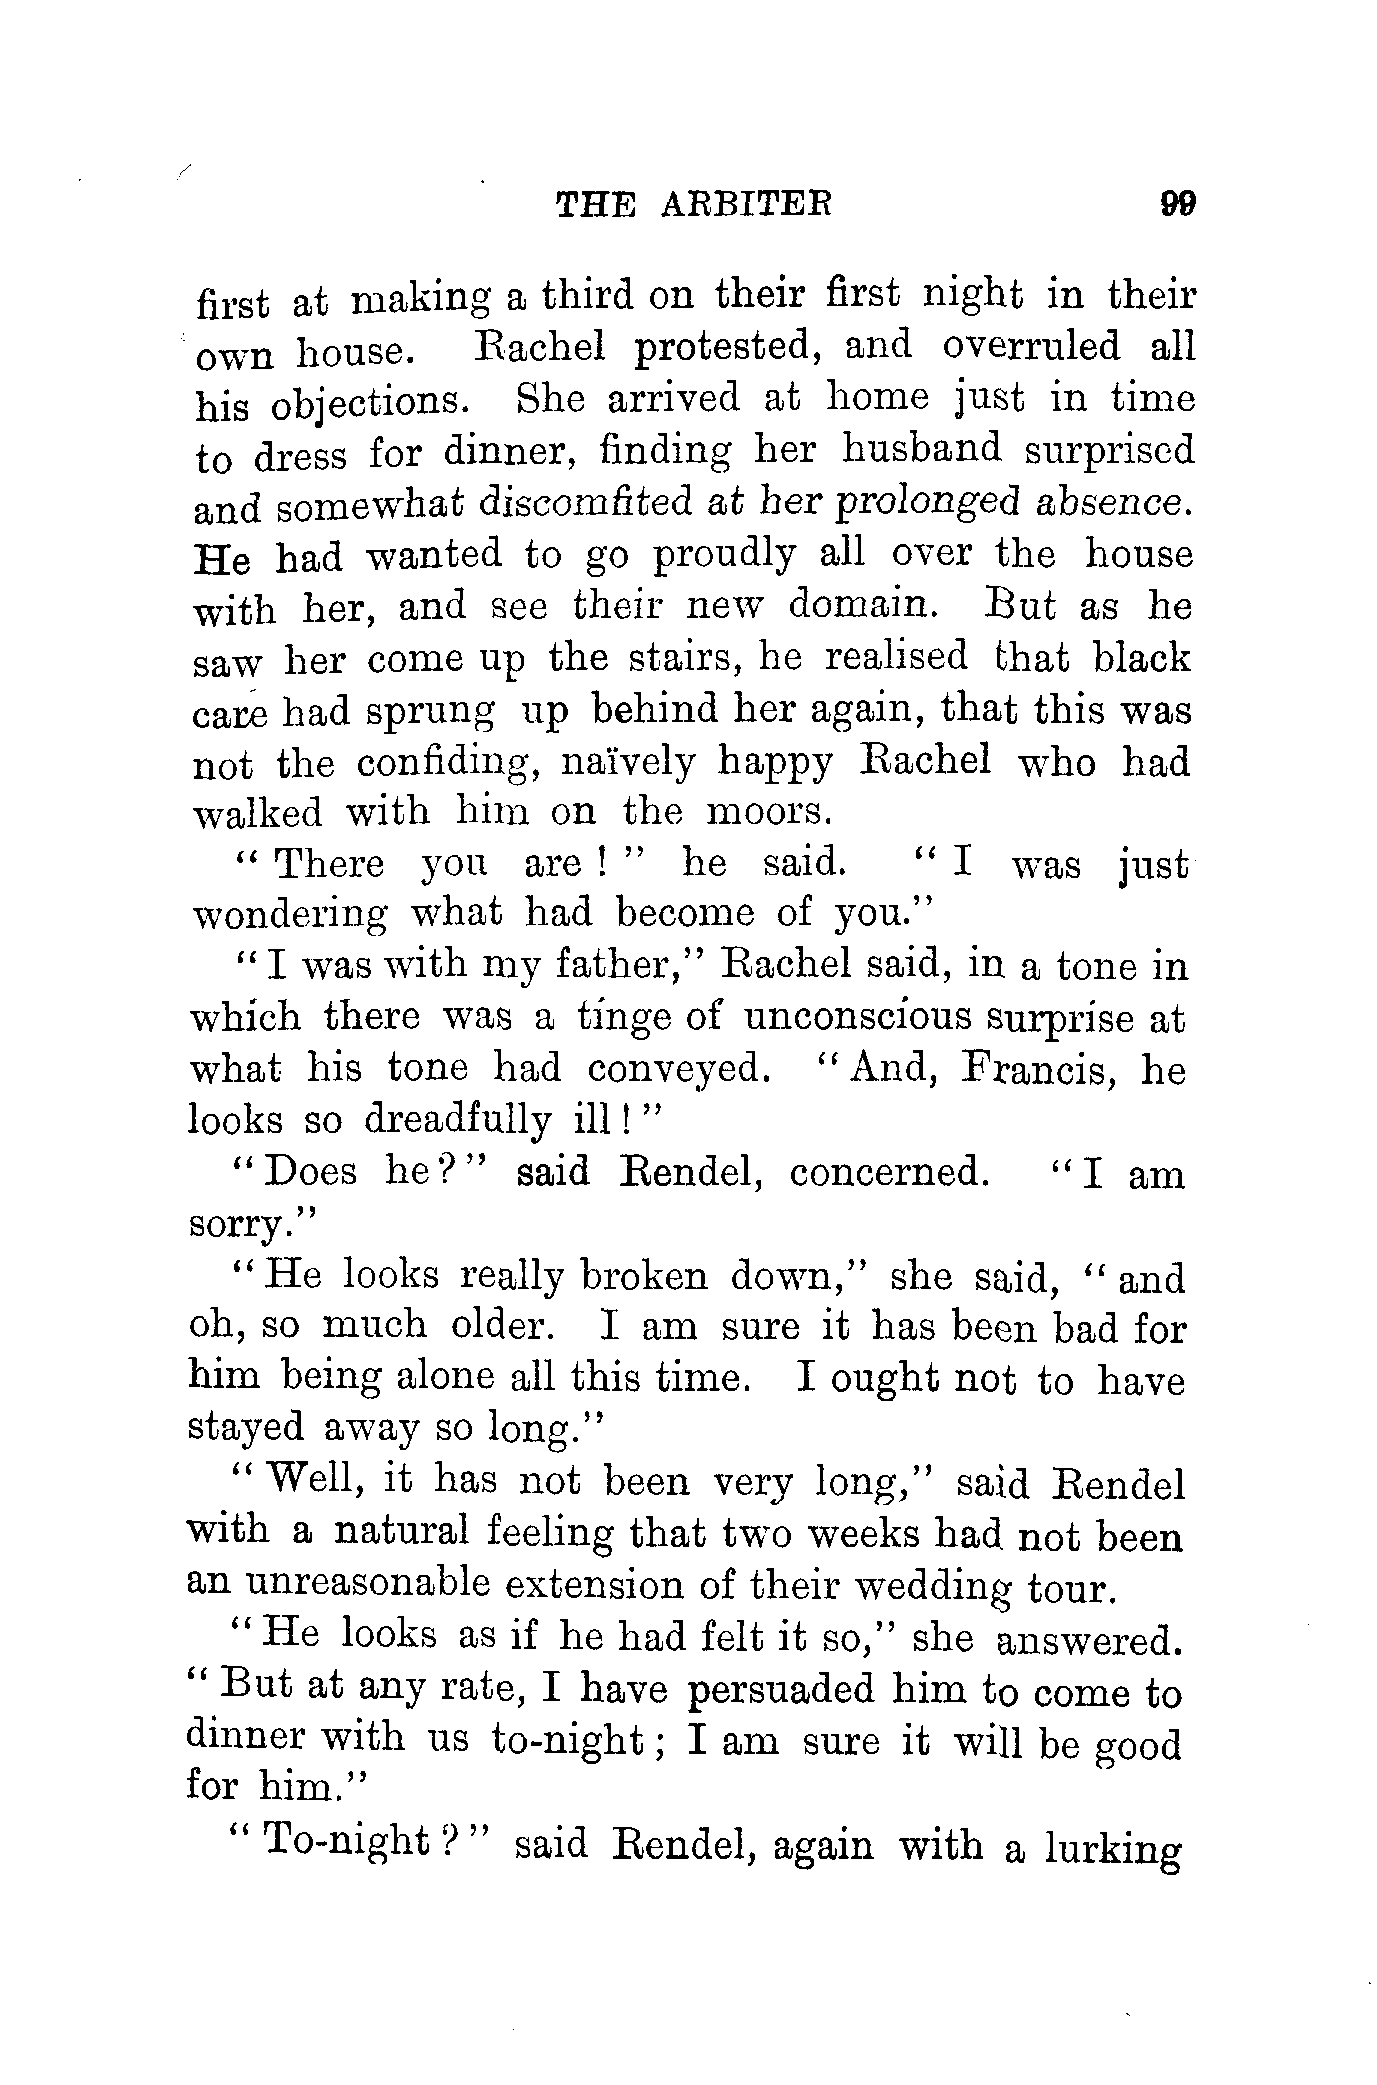 THE ARBITER 99
first at making a third on their first night in their
own house. Rachel protested, and overruled all
his objections. She arrived at home just in time
to dress for dinner, finding her husband surprised
and somewhat discomfited at her prolonged absence.
He had wanted to go proudly all over the house
with her, and see their new domain. But as he
saw her come up the stairs, he realised that black
care had sprung up behind her again, that this was
not the confiding, naïvely happy Rachel who had
walked with him on the moors.
“ There you are ! ” he said. “ I was just
wondering what had become of you.”
“ I was with my father,” Rachel said, in a tone in
which there was a tinge of unconscious surprise at
what his tone had conveyed. “ And, Francis, he
looks so dreadfully ill ! ”
“ Does he ? ” said Rendel, concerned. “ I am
sorry.”
“ He looks really broken down,” she said, “ and
oh, so much older. I am sure it has been bad for
him being alone all this time. I ought not to have
stayed away so long.”
“ Well, it has not been very long,” said Rendel
with a natural feeling that two weeks had not been
an unreasonable extension of their wedding tour.
“ He looks as if he had felt it so,” she answered.
“ But at any rate, I have persuaded him to come to
dinner with us to-night ; I am sure it will be good
for him.”
“ To-night ? ” said Rendel, again with a lurking